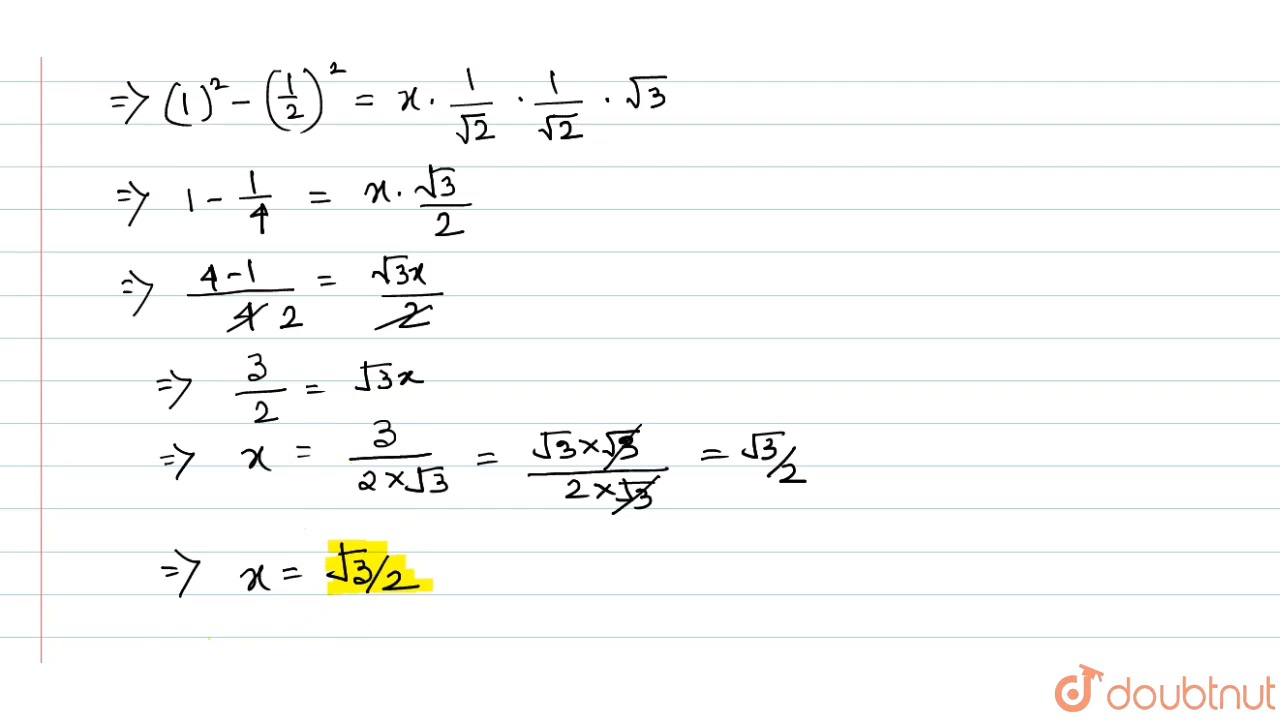 ⇒ (1)² - (1/2)² = x · 1/√2 · 1/√2 · √3
⇒ 1 - 1/4 = x · √3/2
⇒ (4-1)/4 2 = √3x/2
⇒ 3/2 = √3x
⇒ x = 3/(2×√3) = (√3×√3)/(2×√3) = √3/2
⇒ x = √3/2
doubtnut